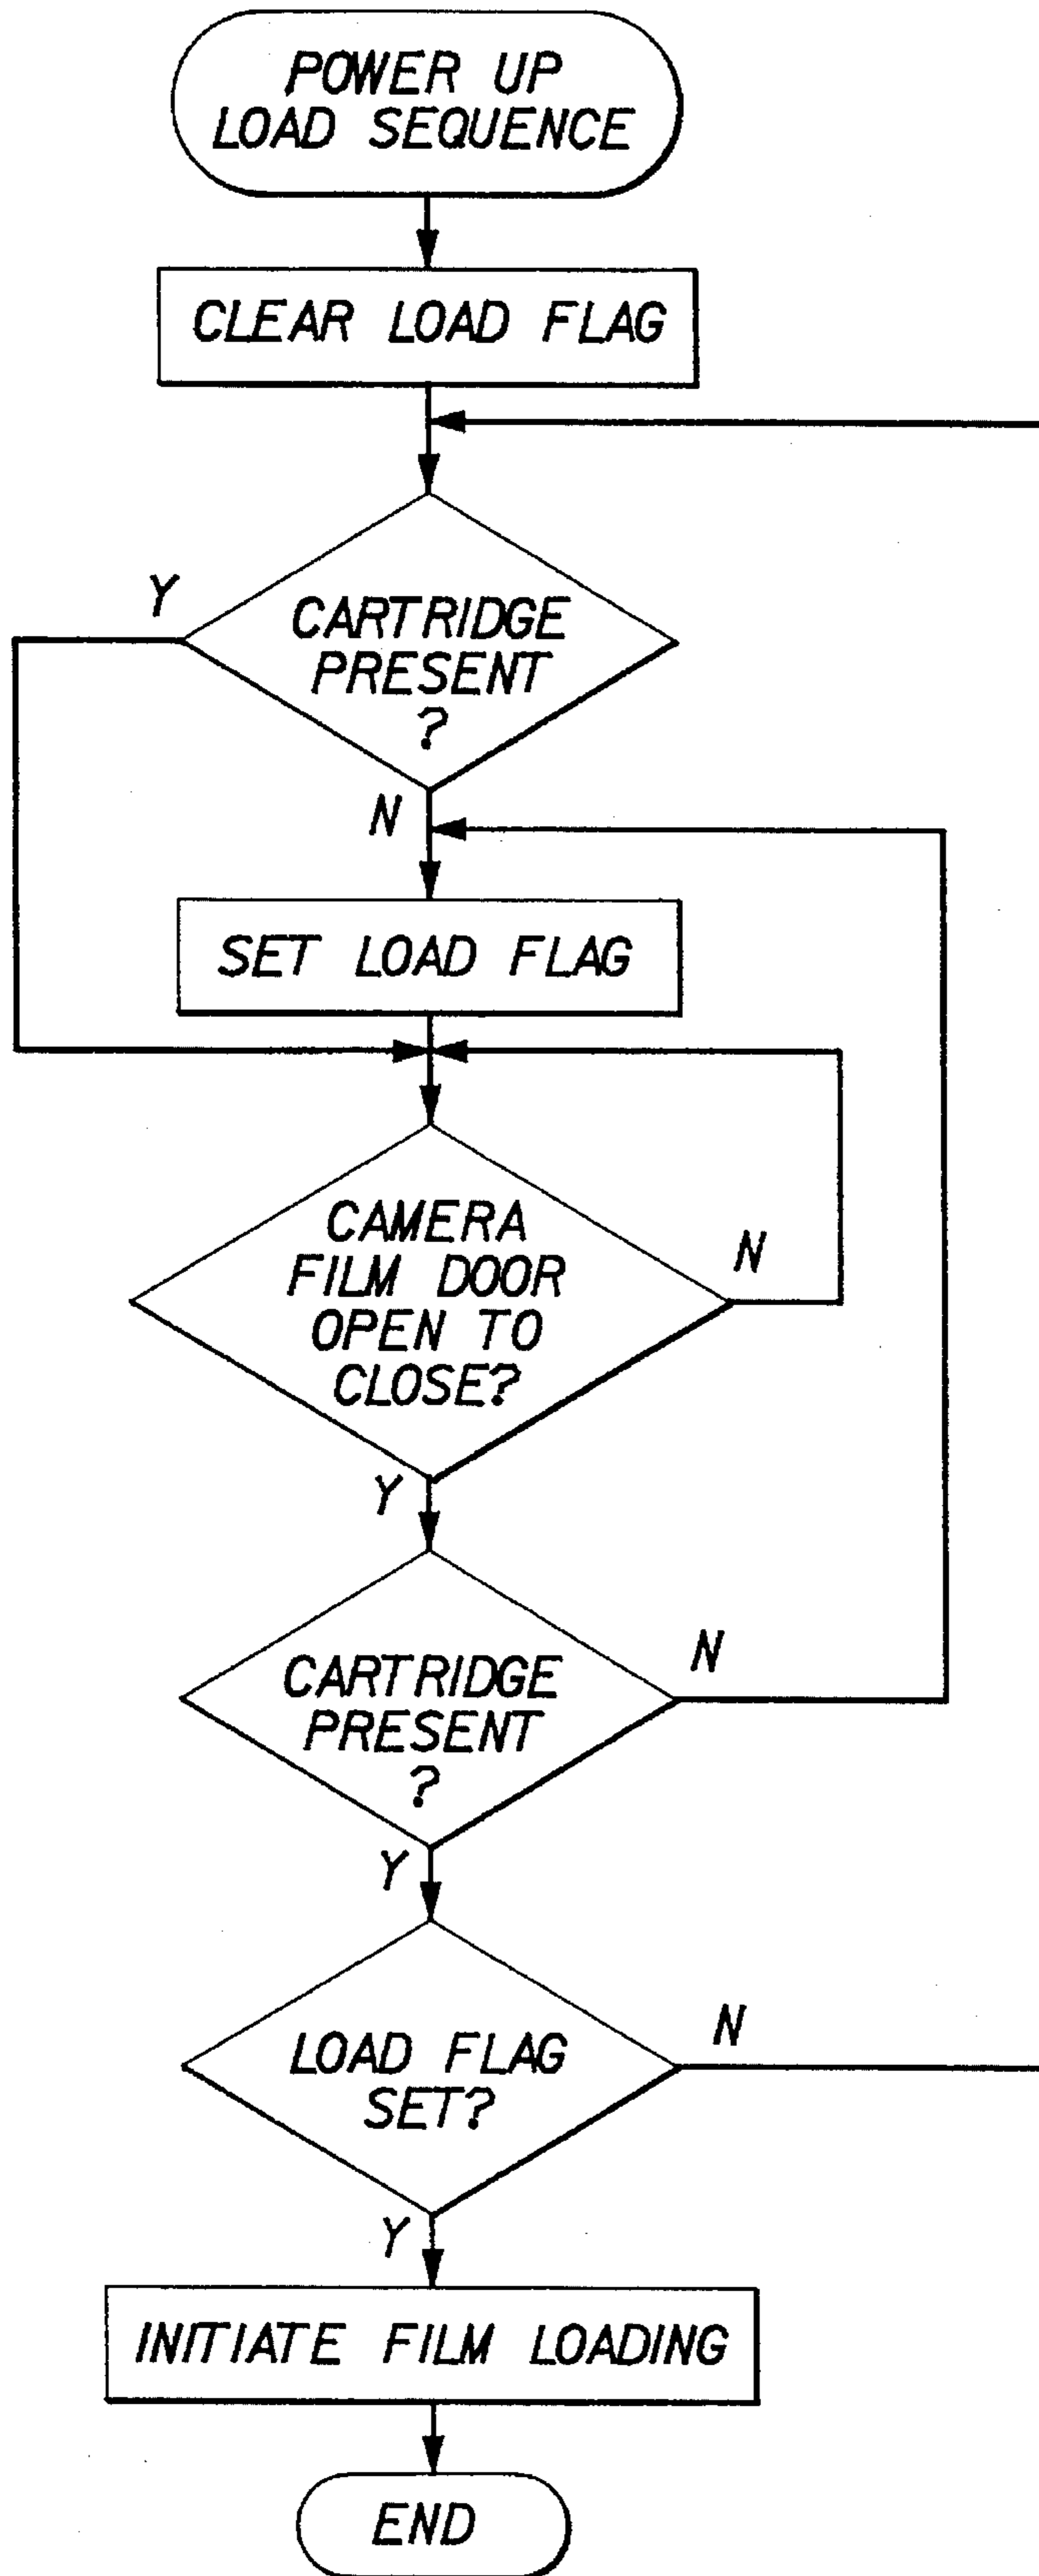 POWER UP
LOAD SEQUENCE
CLEAR LOAD FLAG
Y
CARTRIDGE
PRESENT
?
N
SET LOAD FLAG
CAMERA
FILM DOOR
OPEN TO
CLOSE?
N
Y
CARTRIDGE
PRESENT
?
N
Y
LOAD FLAG
SET?
N
Y
INITIATE FILM LOADING
END